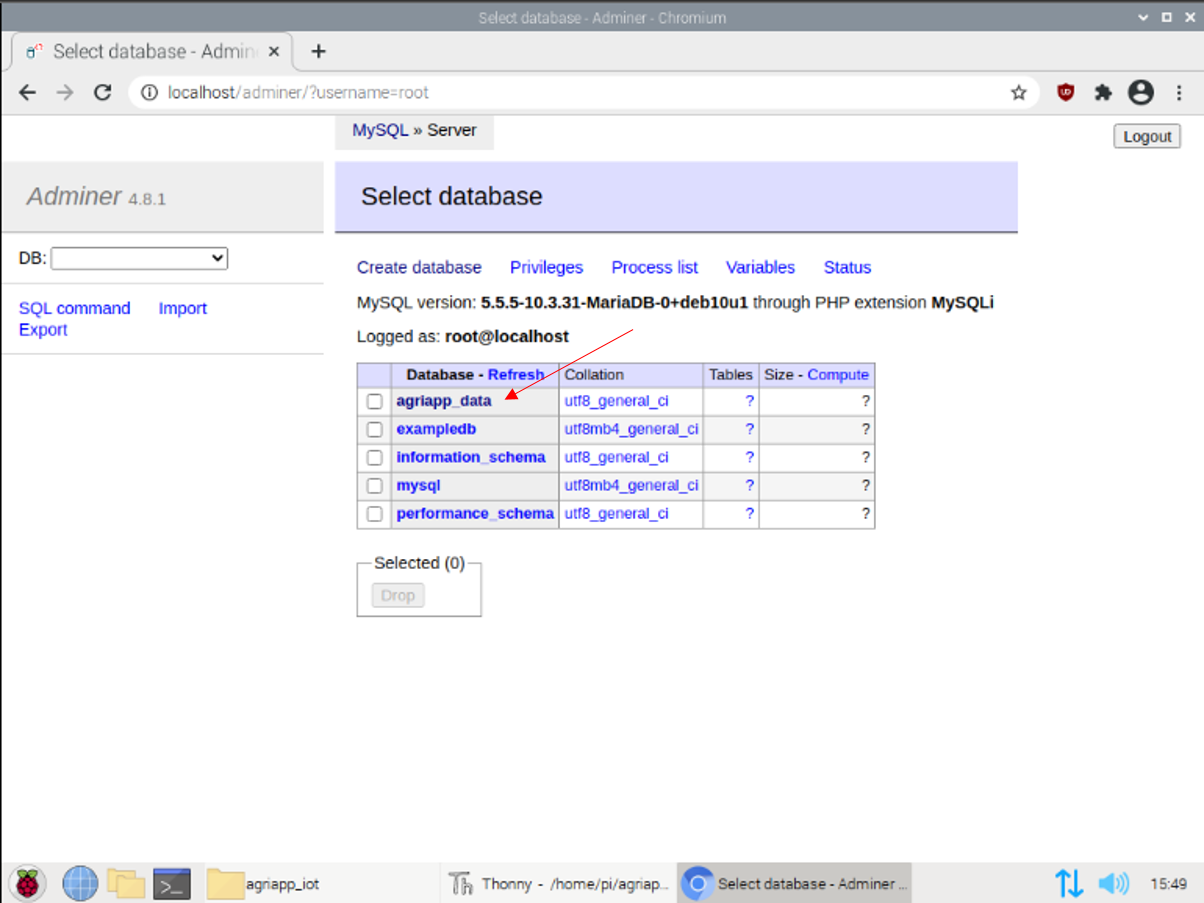 Select database - Adminer - Chromium
Select database - Admine
localhost/adminer/?username=root
MySQL » Server
Logout
Adminer 4.8.1
Select database
DB:
Create database Privileges Process list Variables Status
SQL command Import
Export
MySQL version: 5.5.5-10.3.31-MariaDB-0+deb10u1 through PHP extension MySQLi
Logged as: root@localhost
Database - Refresh Collation Tables Size - Compute
agriapp_data utf8_general_ci ? ?
exampledb utf8mb4_general_ci ? ?
information_schema utf8_general_ci ? ?
mysql utf8mb4_general_ci ? ?
performance_schema utf8_general_ci ? ?
Selected (0)
Drop
agriapp_iot
Thonny - /home/pi/agriap...
Select database - Adminer ...
15:49